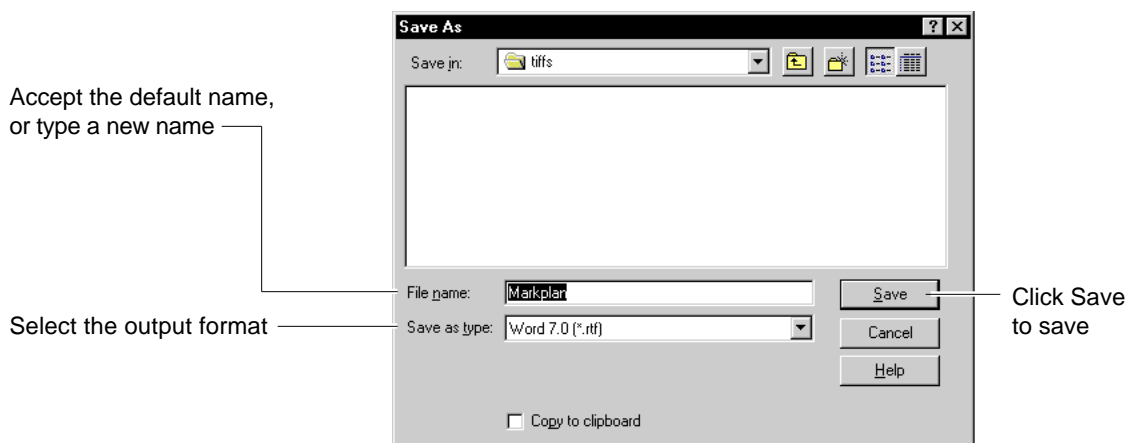 Save As
Save in: tiffs
Accept the default name,
or type a new name
File name: Markplan Save
Click Save
to save
Select the output format
Save as type: Word 7.0 (*.rtf) Cancel
Help
Copy to clipboard